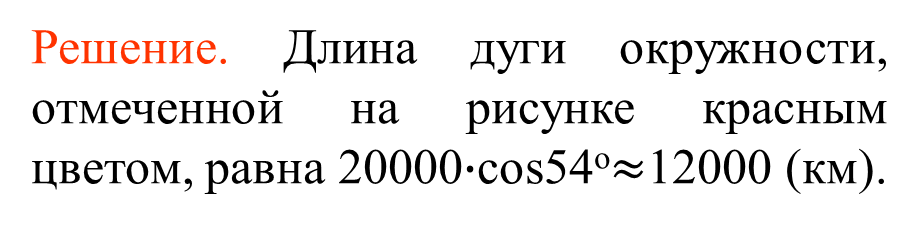 Решение. Длина дуги окружности,
отмеченной на рисунке красным
цветом, равна 20000·cos54º≈12000 (км).